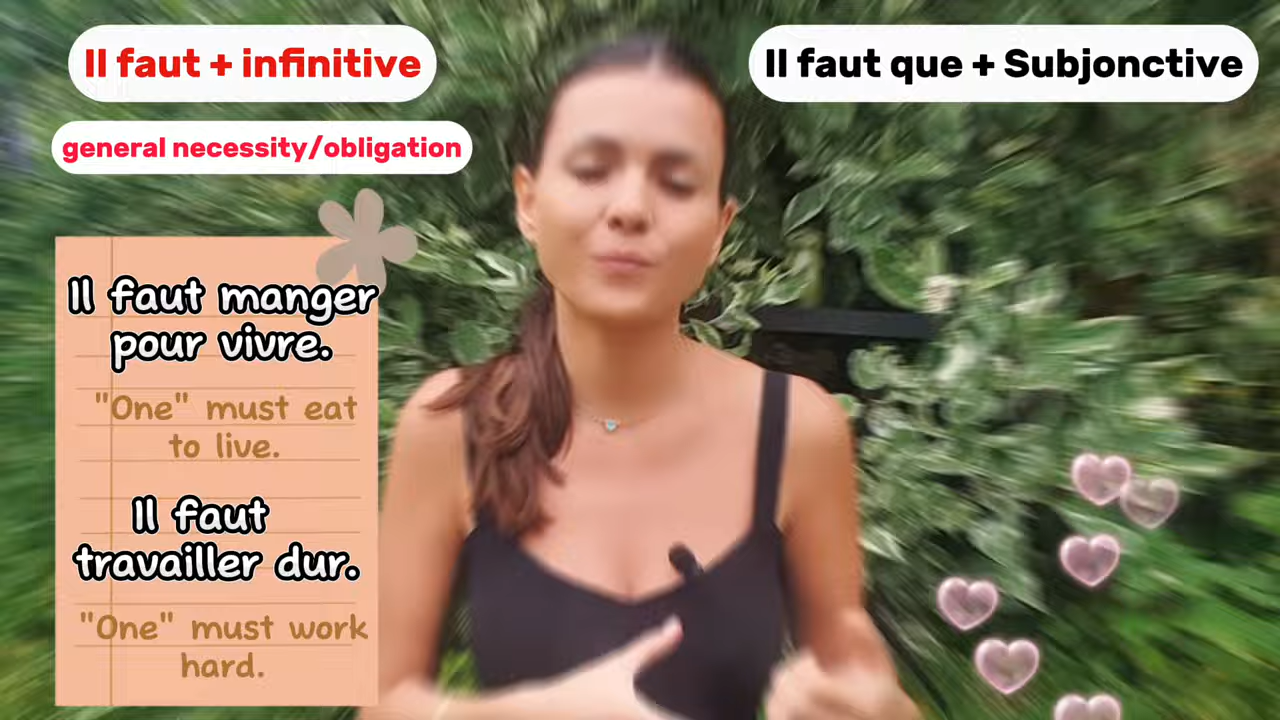 Il faut + infinitive
Il faut que + Subjonctive
general necessity/obligation
Il faut manger
pour vivre.
"One" must eat
to live.
Il faut
travailler dur.
"One" must work
hard.